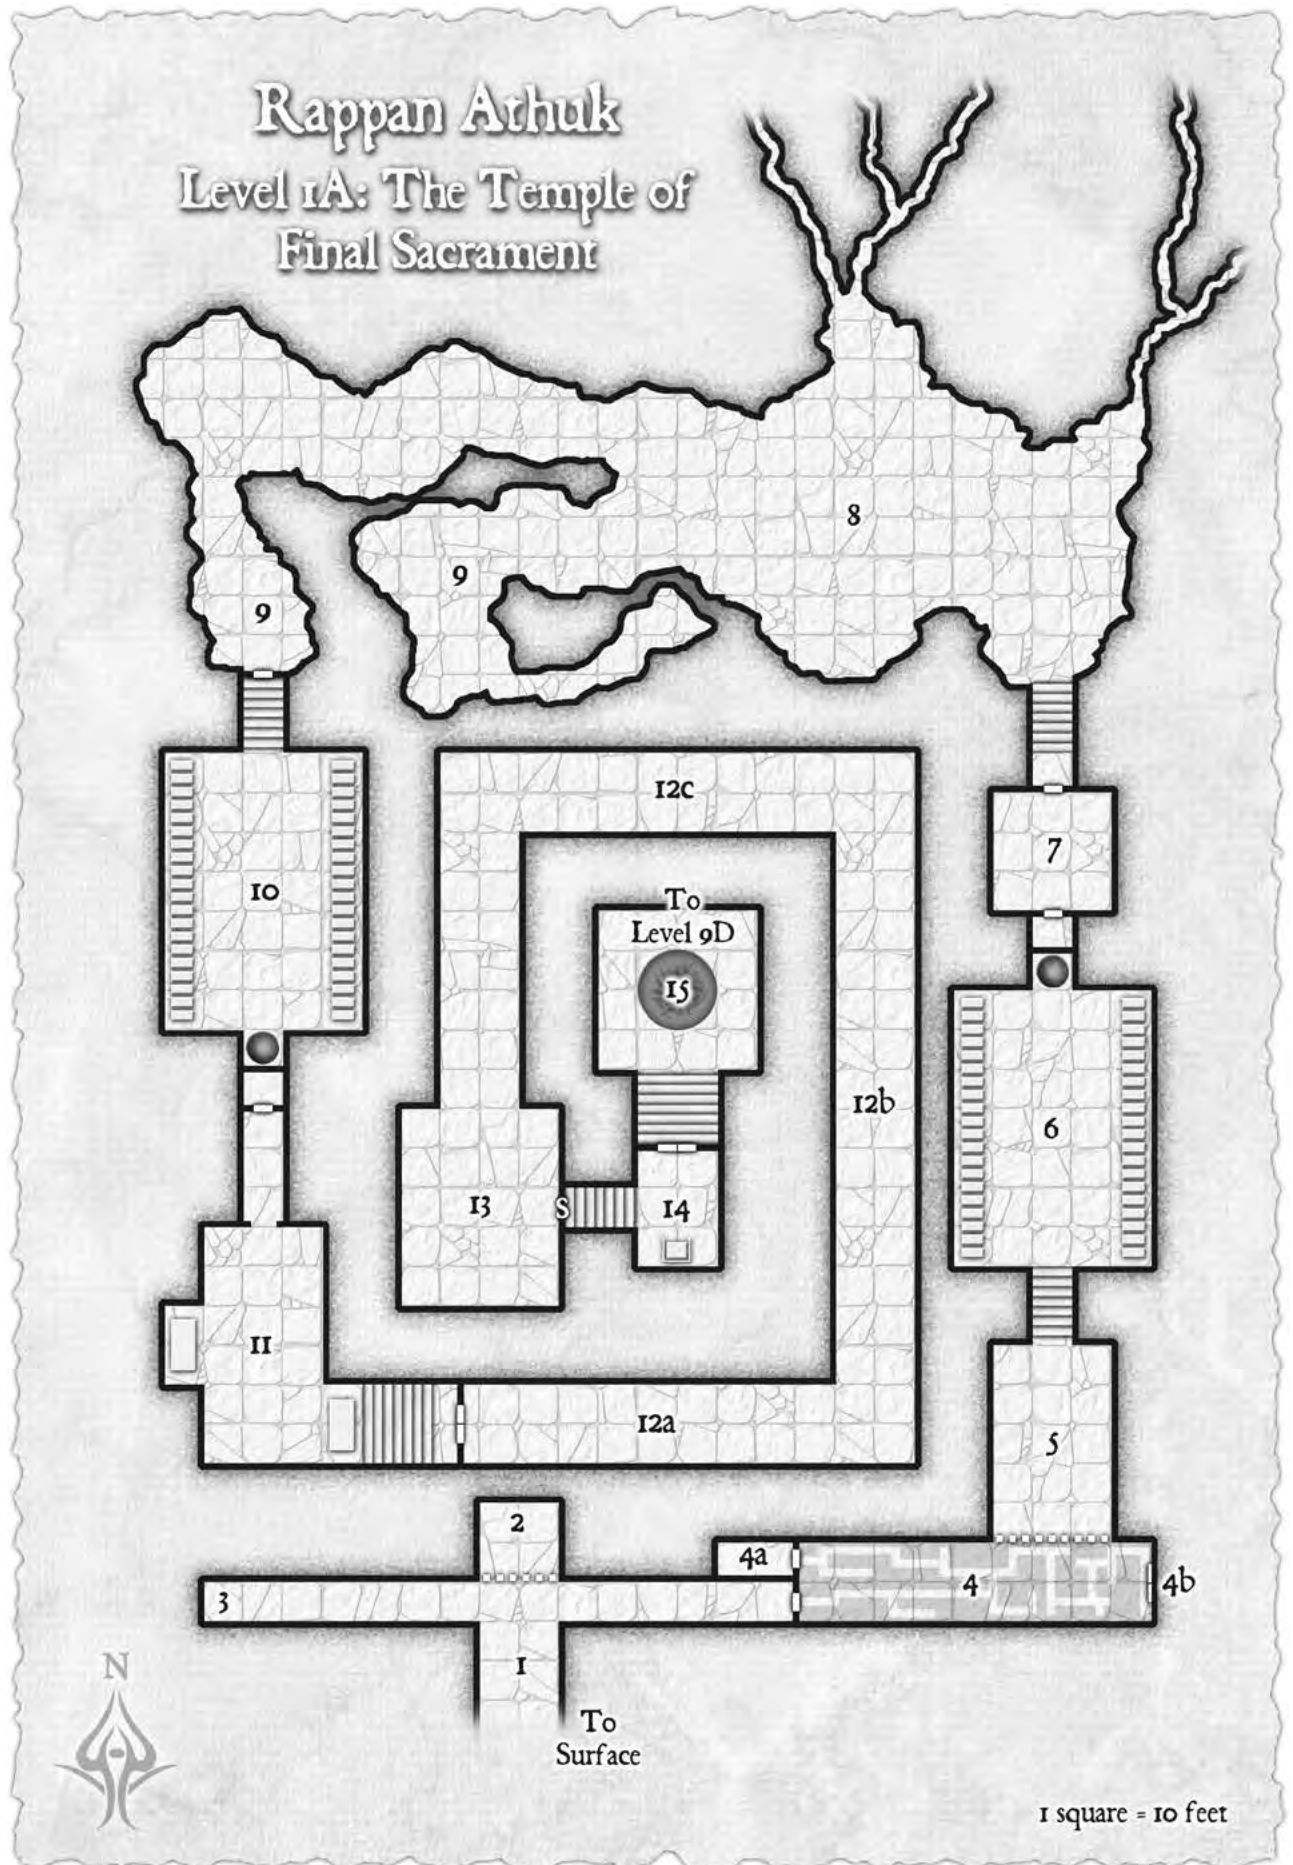 Rappan Athuk
Level 1A: The Temple of
Final Sacrament
8
9
9
12c
7
10
To
Level 9D
15
12b
6
13
S
14
11
12a
5
2
4a
3
4
4b
1
N
To
Surface
1 square = 10 feet